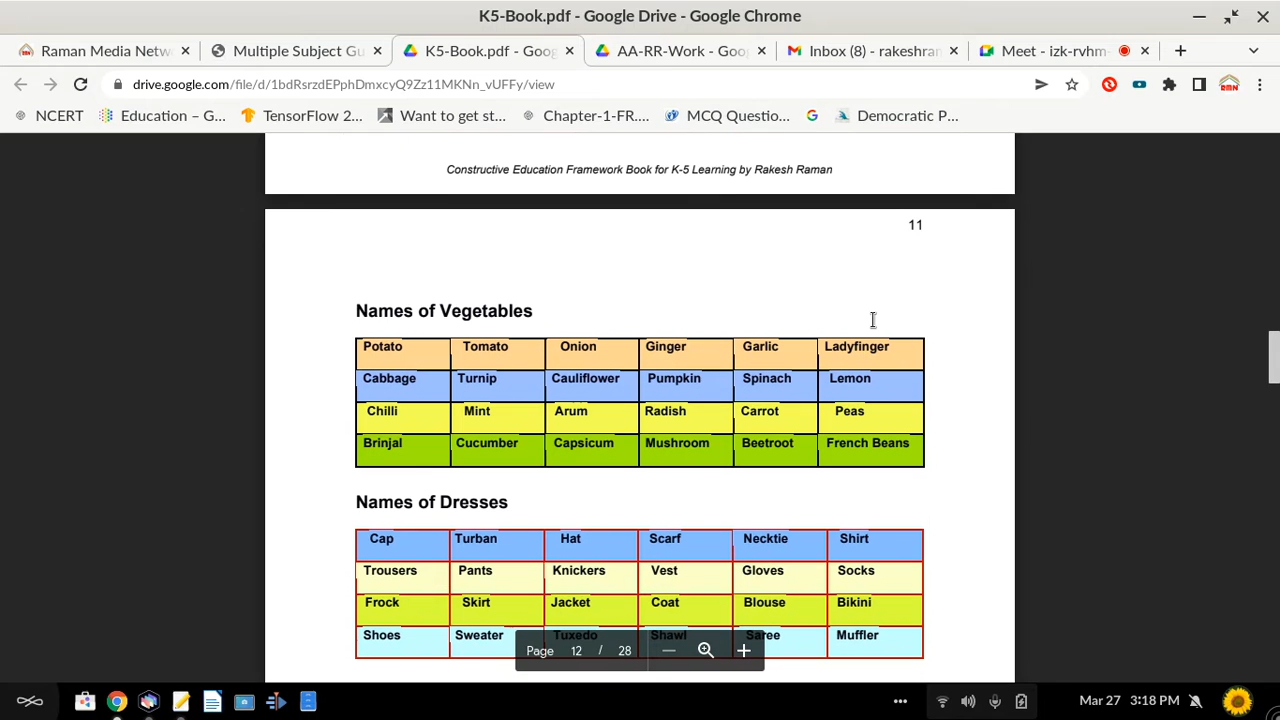 K5-Book.pdf - Google Drive - Google Chrome
Raman Media Netw
Multiple Subject Gu
K5-Book.pdf - Goog
AA-RR-Work - Goog
Inbox (8) - rakeshran
Meet - izk-rvhm-
drive.google.com/file/d/1bdRsrzdEPphDmxcyQ9Zz11MKNn_vUFFy/view
RMN
NCERT
Education – G...
TensorFlow 2...
Want to get st...
Chapter-1-FR....
MCQ Questio...
Democratic P...
Constructive Education Framework Book for K-5 Learning by Rakesh Raman
11
Names of Vegetables
Potato Tomato Onion Ginger Garlic Ladyfinger
Cabbage Turnip Cauliflower Pumpkin Spinach Lemon
Chilli Mint Arum Radish Carrot Peas
Brinjal Cucumber Capsicum Mushroom Beetroot French Beans
Names of Dresses
Cap Turban Hat Scarf Necktie Shirt
Trousers Pants Knickers Vest Gloves Socks
Frock Skirt Jacket Coat Blouse Bikini
Shoes Sweater Tuxedo Shawl Saree Muffler
Page 12 / 28
Mar 27 3:18 PM